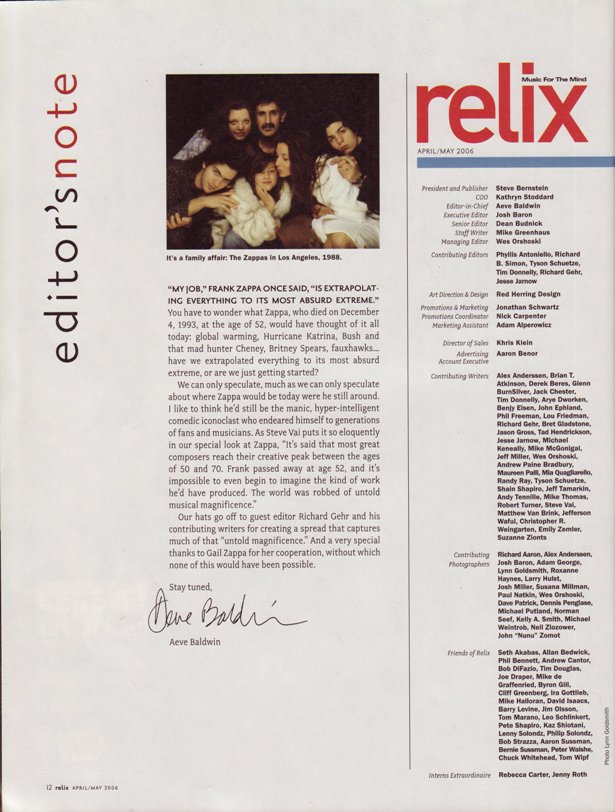 editor'snote
It's a family affair: The Zappas in Los Angeles, 1988.
"MY JOB," FRANK ZAPPA ONCE SAID, "IS EXTRAPOLAT-
ING EVERYTHING TO ITS MOST ABSURD EXTREME."
You have to wonder what Zappa, who died on December
4, 1993, at the age of 52, would have thought of it all
today: global warming, Hurricane Katrina, Bush and
that mad hunter Cheney, Britney Spears, fauxhawks...
have we extrapolated everything to its most absurd
extreme, or are we just getting started?
We can only speculate, much as we can only speculate
about where Zappa would be today were he still around.
I like to think he'd still be the manic, hyper-intelligent
comedic iconoclast who endeared himself to generations
of fans and musicians. As Steve Vai puts it so eloquently
in our special look at Zappa, "It's said that most great
composers reach their creative peak between the ages
of 50 and 70. Frank passed away at age 52, and it's
impossible to even begin to imagine the kind of work
he'd have produced. The world was robbed of untold
musical magnificence."
Our hats go off to guest editor Richard Gehr and his
contributing writers for creating a spread that captures
much of that "untold magnificence." And a very special
thanks to Gail Zappa for her cooperation, without which
none of this would have been possible.
Stay tuned,
Aeve Baldwin
Aeve Baldwin
12 relix APRIL/MAY 2006
Music For The Mind
relix
APRIL/MAY 2006
President and Publisher Steve Bernstein
COO Kathryn Stoddard
Editor-in-Chief Aeve Baldwin
Executive Editor Josh Baron
Senior Editor Dean Budnick
Staff Writer Mike Greenhaus
Managing Editor Wes Orshoski
Contributing Editors Phyllis Antoniello, Richard
B. Simon, Tyson Schuetze,
Tim Donnelly, Richard Gehr,
Jesse Jarnow
Art Direction & Design Red Herring Design
Promotions & Marketing Jonathan Schwartz
Promotions Coordinator Nick Carpenter
Marketing Assistant Adam Alperowicz
Director of Sales Khris Klein
Advertising Aaron Benor
Account Executive
Contributing Writers Alex Anderssen, Brian T.
Atkinson, Derek Beres, Glenn
BurnSilver, Jack Chester,
Tim Donnelly, Arye Dworken,
Benjy Eisen, John Ephland,
Phil Freeman, Lou Friedman,
Richard Gehr, Bret Gladstone,
Jason Gross, Tad Hendrickson,
Jesse Jarnow, Michael
Keneally, Mike McGonigal,
Jeff Miller, Wes Orshoski,
Andrew Paine Bradbury,
Maureen Palli, Mia Quagliarello,
Randy Ray, Tyson Schuetze,
Shain Shapiro, Jeff Tamarkin,
Andy Tennille, Mike Thomas,
Robert Turner, Steve Vai,
Matthew Van Brink, Jefferson
Waful, Christopher R.
Weingarten, Emily Zemler,
Suzanne Zionts
Contributing Richard Aaron, Alex Anderssen,
Photographers Josh Baron, Adam George,
Lynn Goldsmith, Roxanne
Haynes, Larry Hulst,
Josh Miller, Susana Millman,
Paul Natkin, Wes Orshoski,
Dave Patrick, Dennis Penglase,
Michael Putland, Norman
Seef, Kelly A. Smith, Michael
Weintrob, Neil Zlozower,
John "Nunu" Zomot
Friends of Relix Seth Akabas, Allan Bedwick,
Phil Bennett, Andrew Cantor,
Bob DiFazio, Tim Douglas,
Joe Draper, Mike de
Graffenried, Byron Gill,
Cliff Greenberg, Ira Gottlieb,
Mike Halloran, David Isaacs,
Barry Levine, Jim Olsson,
Tom Marano, Leo Schlinkert,
Pete Shapiro, Kaz Shiotani,
Lenny Solondz, Philip Solondz,
Bob Strazza, Aaron Sussman,
Bernie Sussman, Peter Walshe,
Chuck Whitehead, Tom Wipf
Interns Extraordinaire Rebecca Carter, Jenny Roth
Photo Lynn Goldsmith